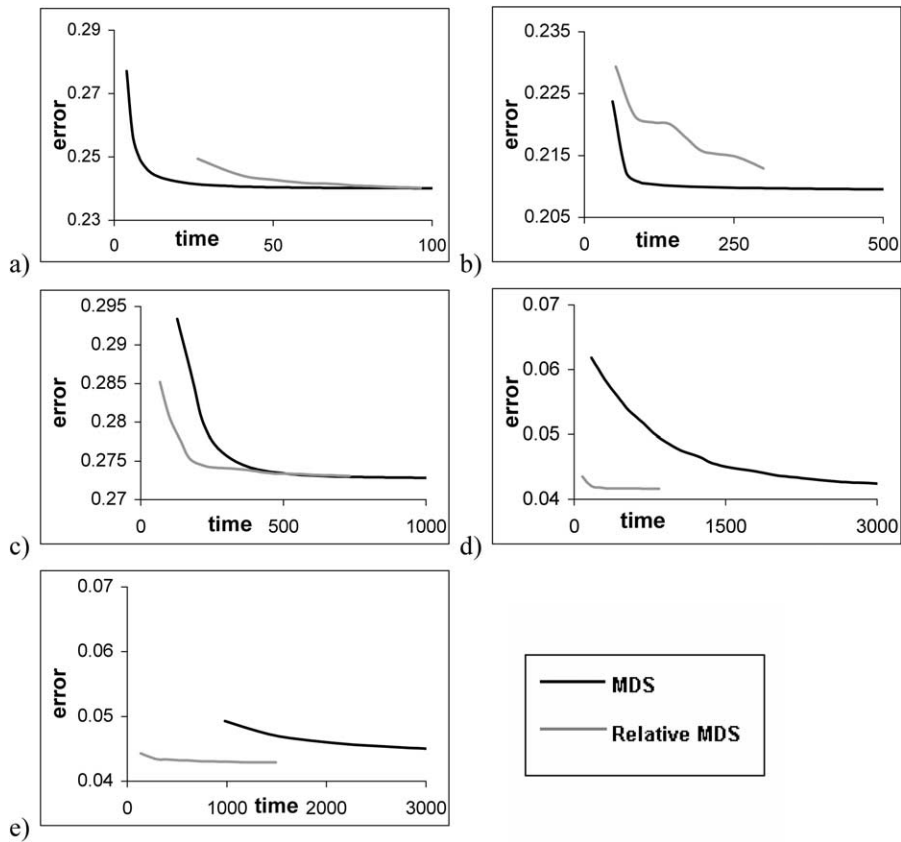 0.29
0.27
0.25
0.23
error
0
50
100
time
a)
0.235
0.225
0.215
0.205
error
0
250
500
time
b)
0.295
0.29
0.285
0.28
0.275
0.27
error
0
500
1000
time
c)
0.07
0.06
0.05
0.04
error
0
1500
3000
time
d)
0.07
0.06
0.05
0.04
error
0
1000
2000
3000
time
e)
MDS
Relative MDS